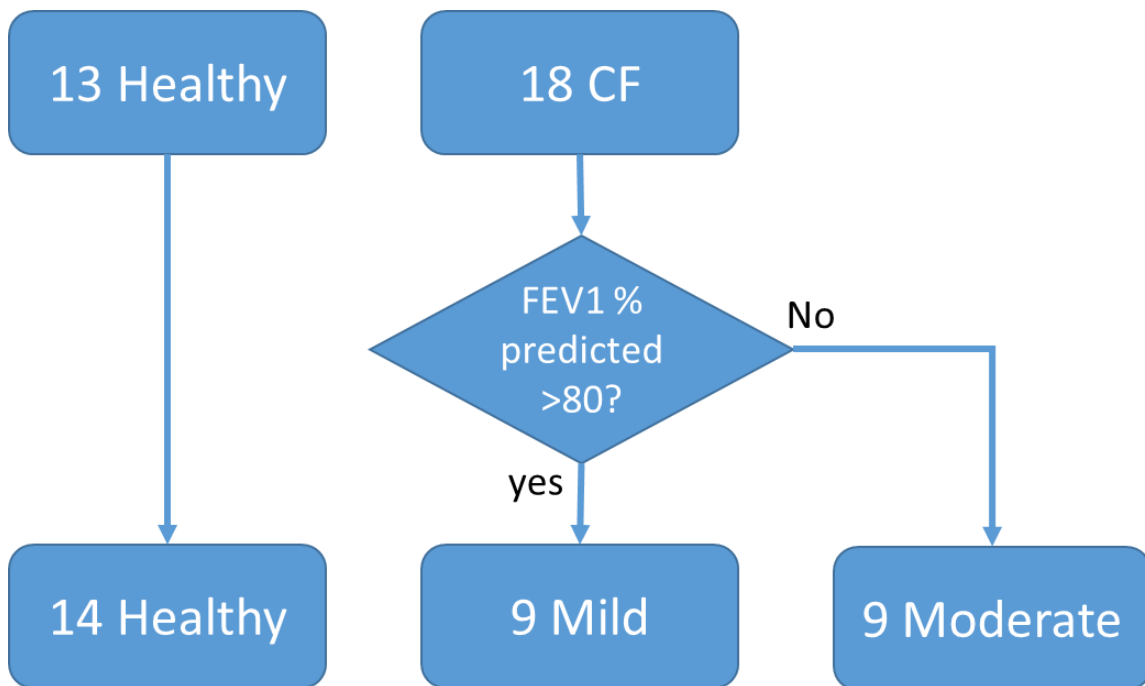 13 Healthy
18 CF
FEV1 %
predicted
>80?
No
yes
14 Healthy
9 Mild
9 Moderate